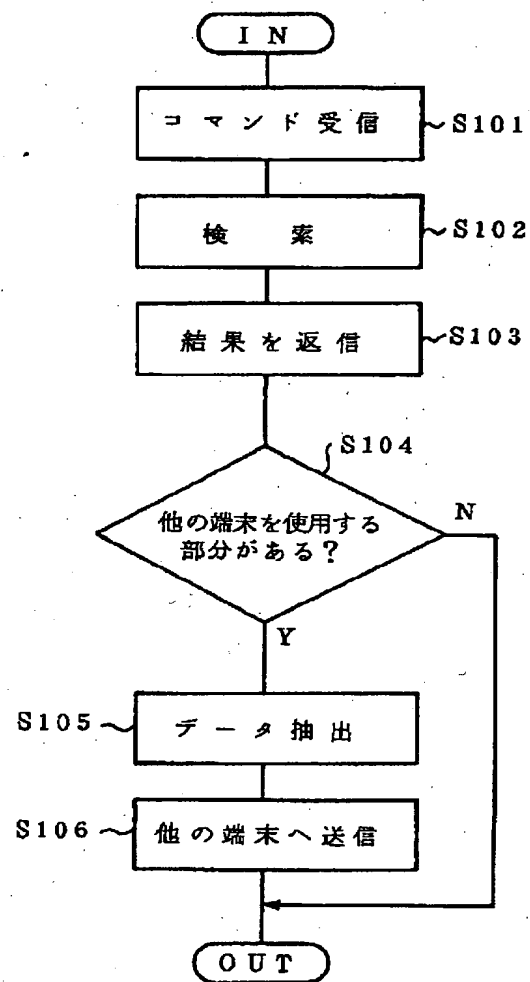 IN
コマンド受信
S101
検索
S102
結果を返信
S103
S104
他の端末を使用する
部分がある?
N
Y
S105
データ抽出
S106
他の端末へ送信
OUT